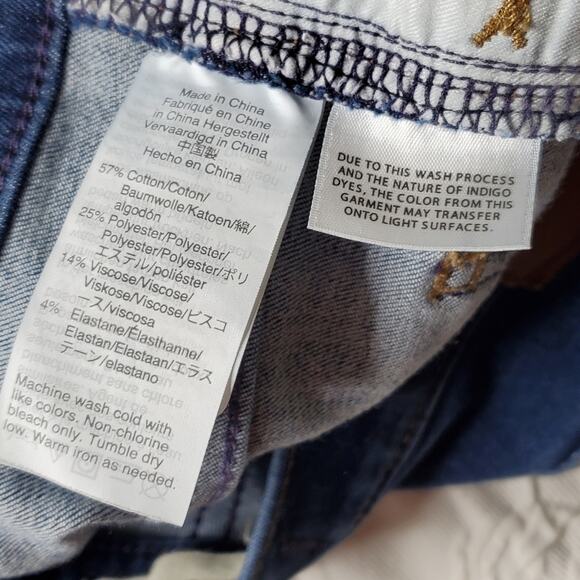 Made in China
Fabriqué en Chine
in China Hergestellt
Vervaardigd in China
中国製
Hecho en China
57% Cotton/Coton/
Baumwolle/Katoen/綿/
algodón
25% Polyester/Polyester/
Polyester/Polyester/ポリ
エステル/poliéster
14% Viscose/Viscose/
Viskose/Viscose/ビスコ
ース/viscosa
4% Elastane/Élasthanne/
Elastan/Elastaan/エラス
テーン/elastano
Machine wash cold with
like colors. Non-chlorine
bleach only. Tumble dry
low. Warm iron as needed.
DUE TO THIS WASH PROCESS
AND THE NATURE OF INDIGO
DYES, THE COLOR FROM THIS
GARMENT MAY TRANSFER
ONTO LIGHT SURFACES.